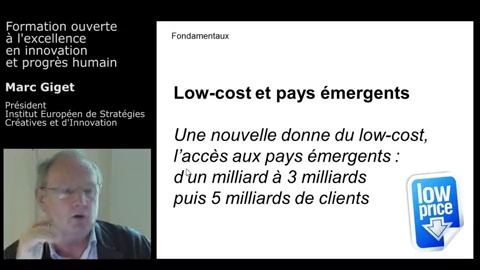 Formation ouverte
à l'excellence
en innovation
et progrès humain
Marc Giget
Président
Institut Européen de Stratégies
Créatives et d'Innovation
Fondamentaux
Low-cost et pays émergents
Une nouvelle donne du low-cost,
l'accès aux pays émergents :
d'un milliard à 3 milliards
puis 5 milliards de clients
low
price